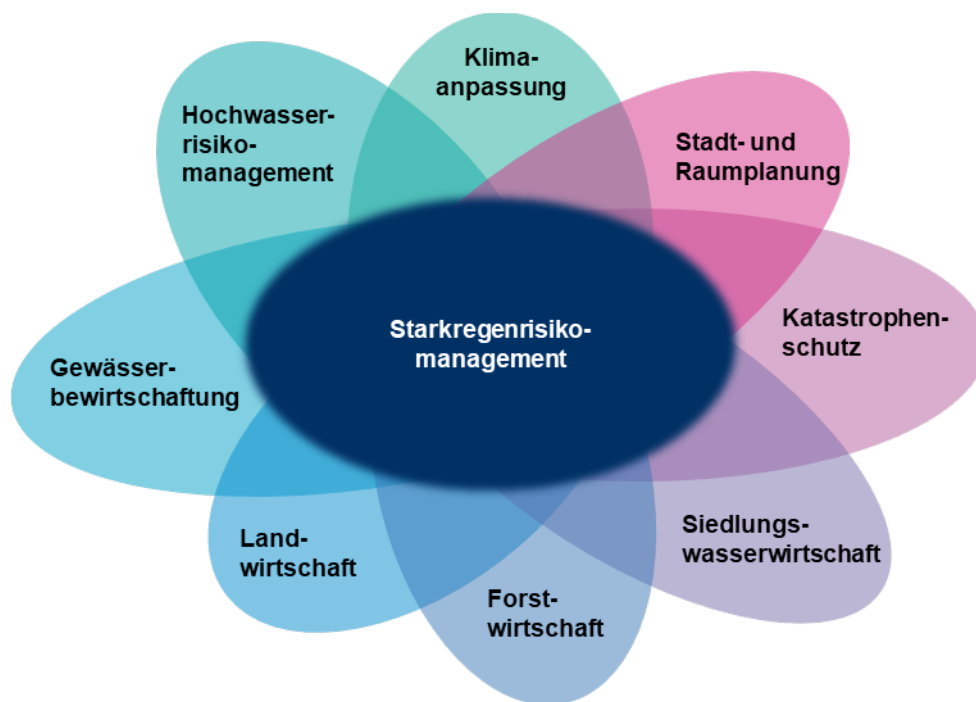 Klima-
anpassung
Hochwasser-
risiko-
management
Stadt- und
Raumplanung
Katastrophen-
schutz
Starkregenrisiko-
management
Gewässer-
bewirtschaftung
Siedlungs-
wasserwirtschaft
Land-
wirtschaft
Forst-
wirtschaft